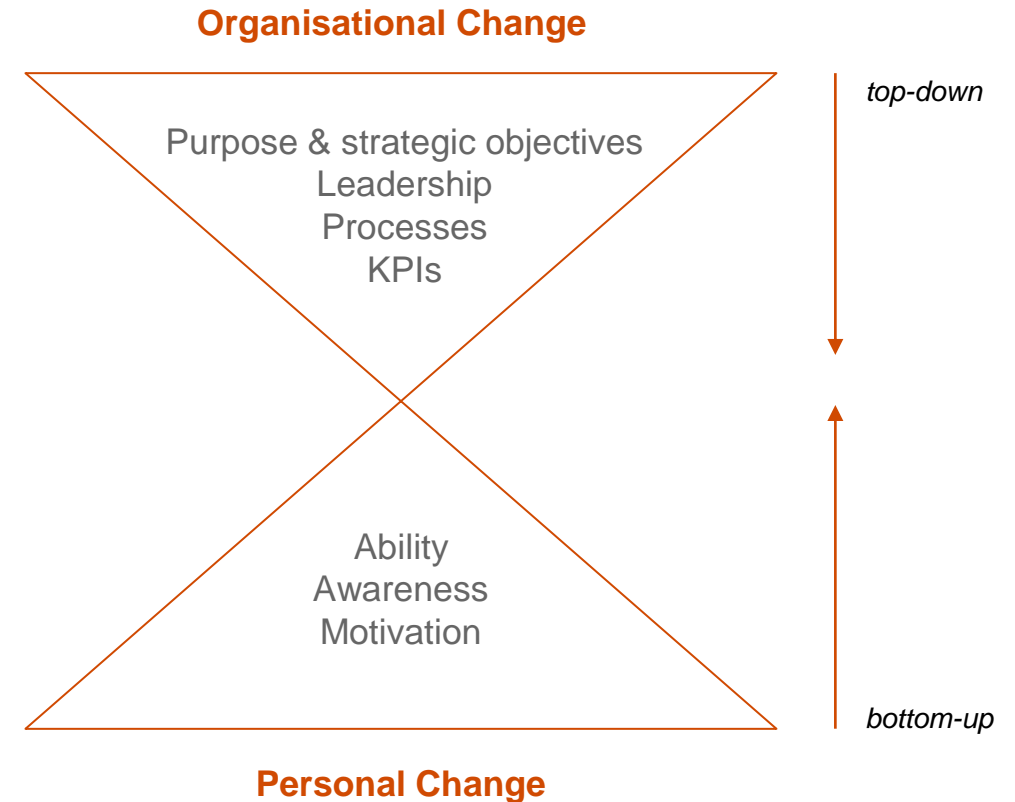 Organisational Change
top-down
Purpose & strategic objectives
Leadership
Processes
KPIs
Ability
Awareness
Motivation
bottom-up
Personal Change